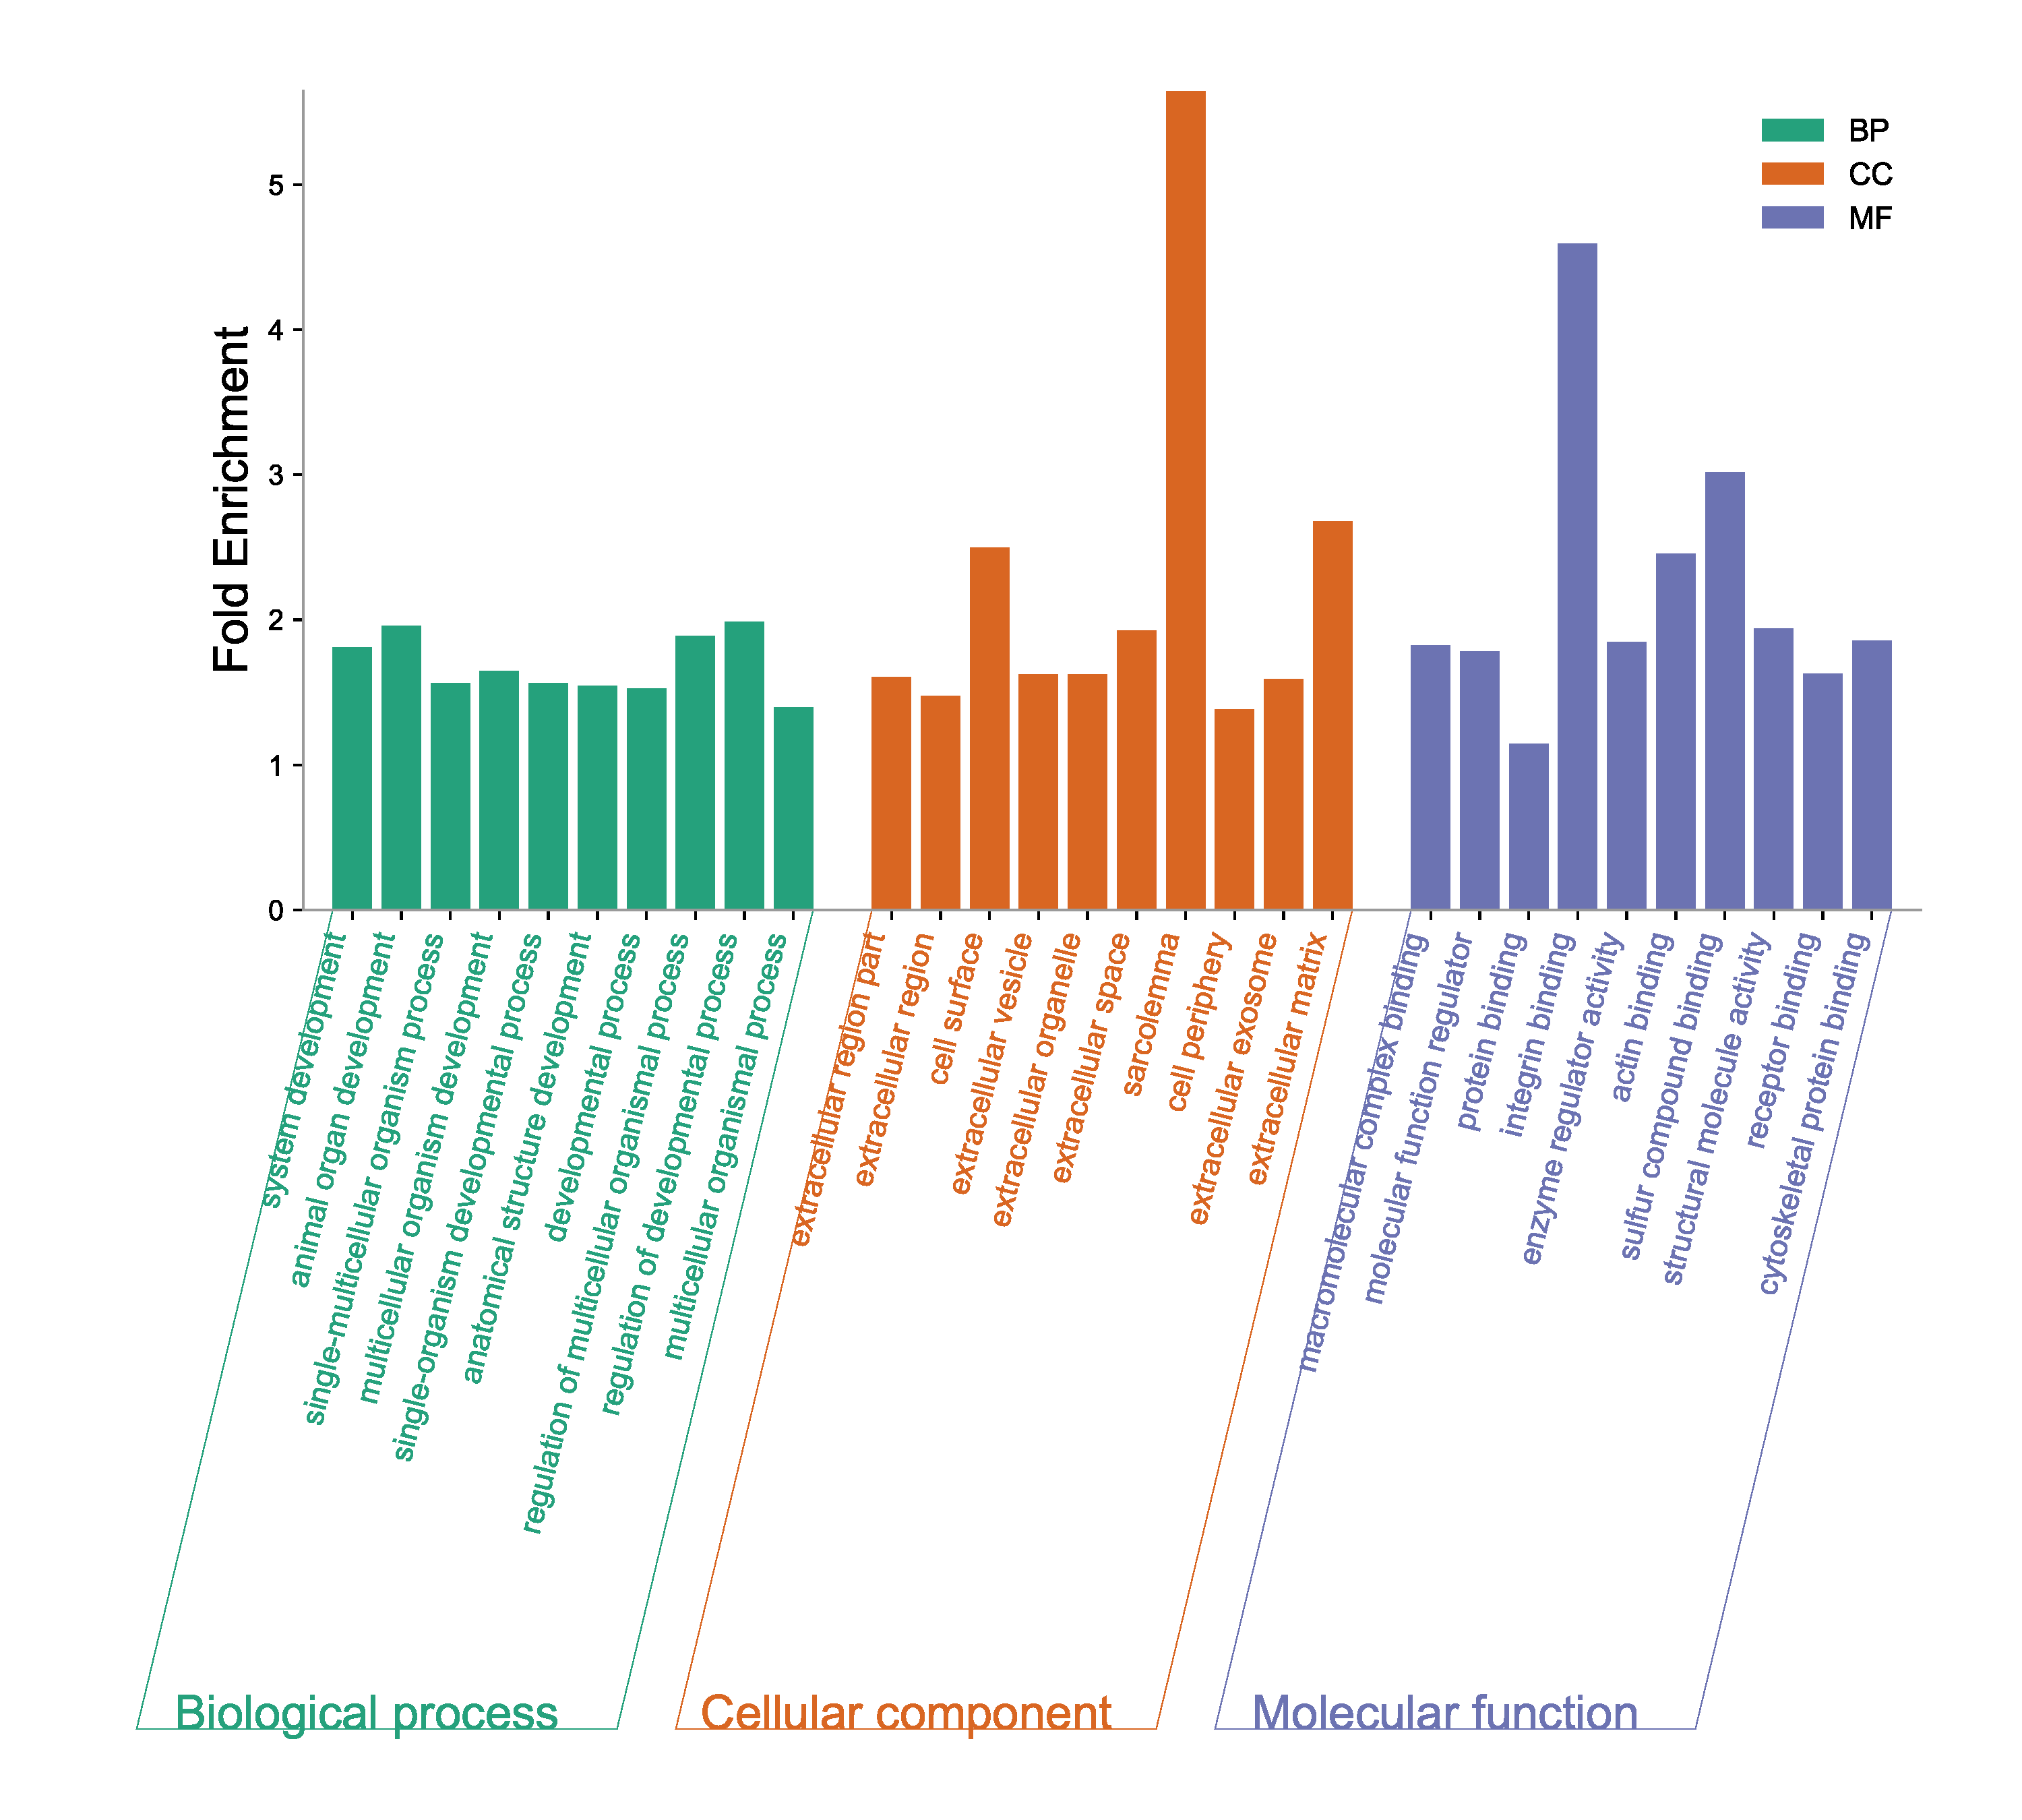 BP
CC
MF
Fold Enrichment
5
4
3
2
1
0
system development
animal organ development
single-multicellular organism process
multicellular organism development
single-organism developmental process
anatomical structure development
developmental process
regulation of multicellular organismal process
regulation of developmental process
multicellular organismal process
extracellular region part
extracellular region
cell surface
extracellular vesicle
extracellular organelle
extracellular space
sarcolemma
cell periphery
extracellular exosome
extracellular matrix
macromolecular complex binding
molecular function regulator
protein binding
integrin binding
enzyme regulator activity
actin binding
sulfur compound binding
structural molecule activity
receptor binding
cytoskeletal protein binding
Biological process
Cellular component
Molecular function